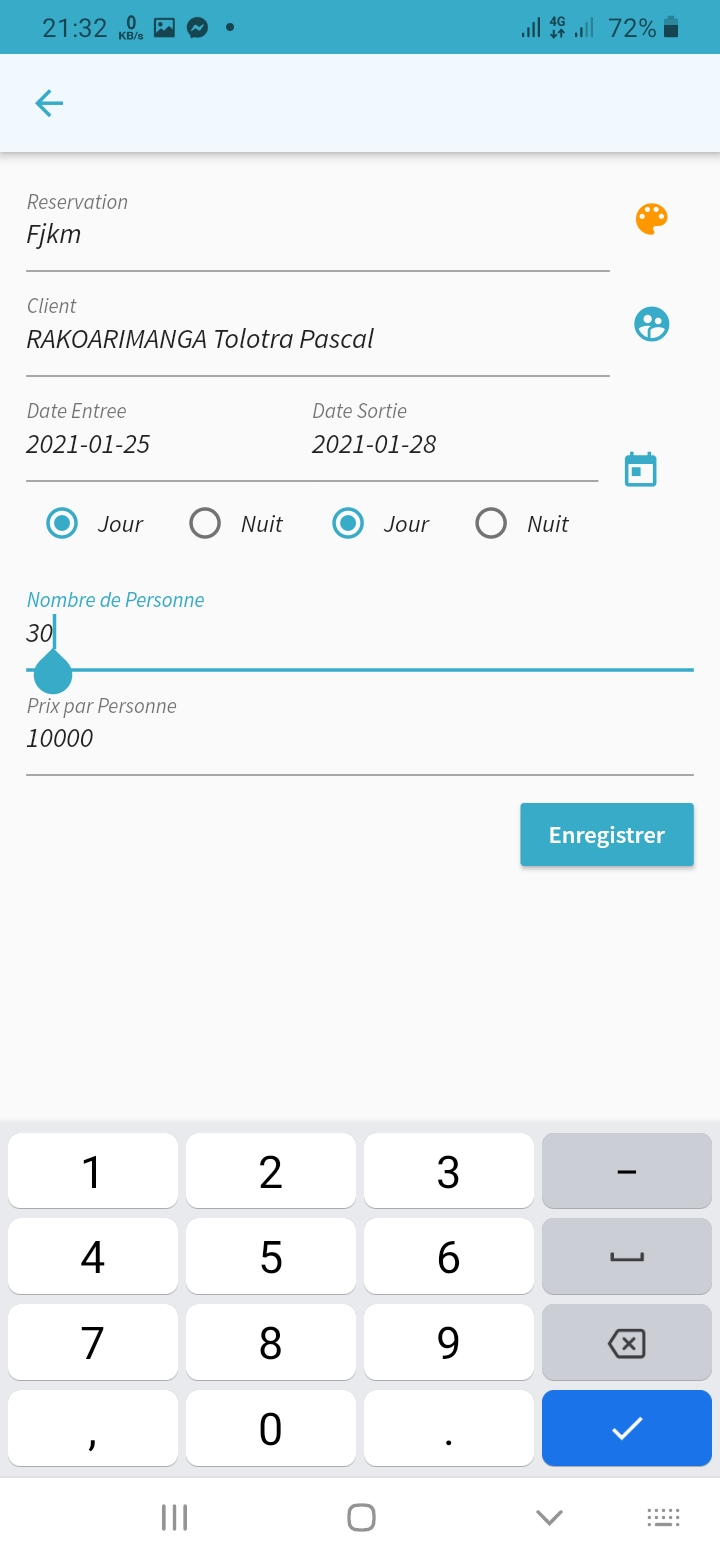 21:32 0 KB/s 4G 72%
Reservation
Fjkm
Client
RAKOARIMANGA Tolotra Pascal
Date Entree Date Sortie
2021-01-25 2021-01-28
Jour Nuit Jour Nuit
Nombre de Personne
30
Prix par Personne
10000
Enregistrer
1 2 3 –
4 5 6
7 8 9
, 0 .